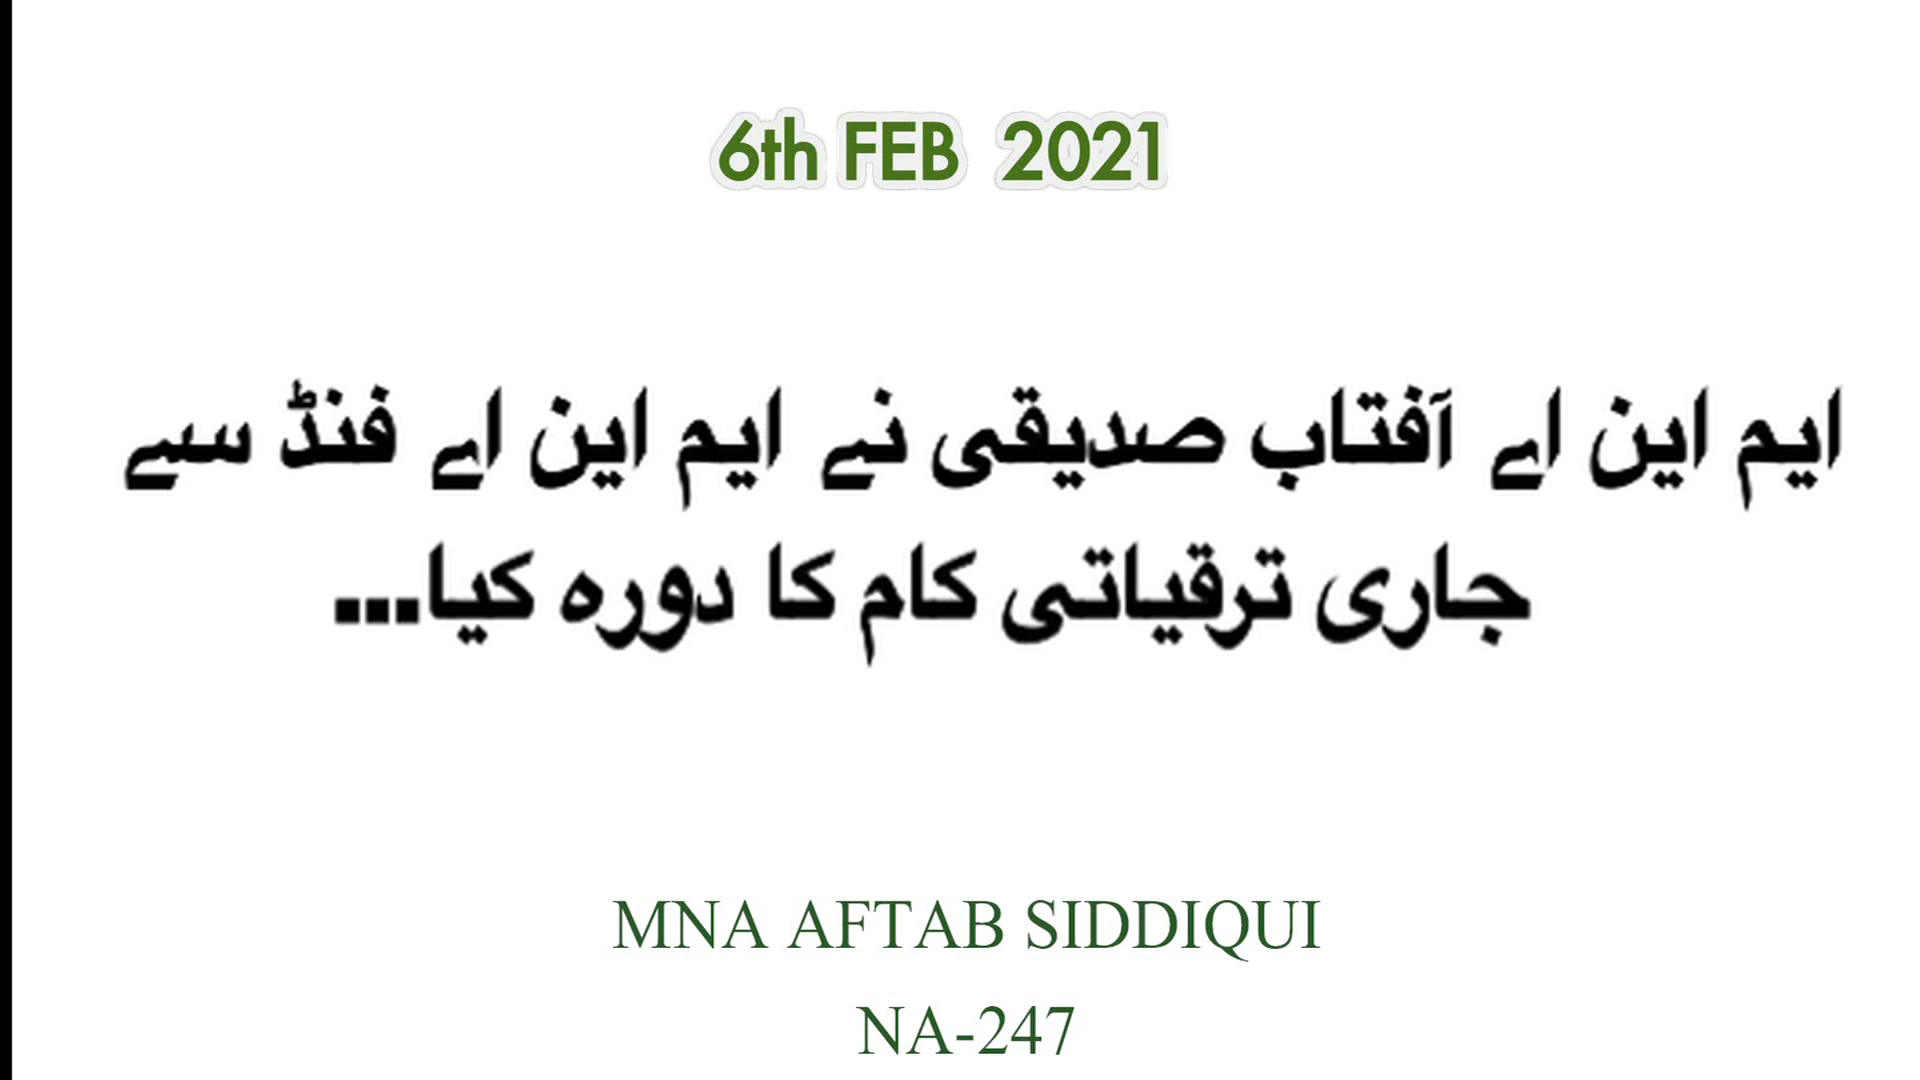 6th FEB 2021
ایم این اے آفتاب صدیقی نے ایم این اے فنڈ سے
جاری ترقیاتی کام کا دورہ کیا...
MNA AFTAB SIDDIQUI
NA-247